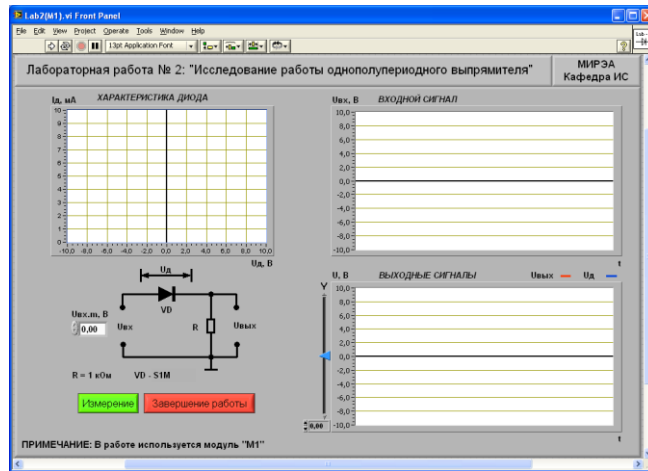 Lab2(M1).vi Front Panel
File Edit View Project Operate Tools Window Help
13pt Application Font
Лабораторная работа № 2: "Исследование работы однополупериодного выпрямителя"
МИРЭА
Кафедра ИС
Iд, мА ХАРАКТЕРИСТИКА ДИОДА
10
9
8
7
6
5
4
3
2
1
0
-10,0 -8,0 -6,0 -4,0 -2,0 0,0 2,0 4,0 6,0 8,0 10,0
Uд, В
Uвх, В ВХОДНОЙ СИГНАЛ
10,0
8,0
6,0
4,0
2,0
0,0
-2,0
-4,0
-6,0
-8,0
-10,0
t
Uд
VD
Uвх.m, В
0,00
Uвх
R
Uвых
R = 1 кОм VD - S1M
Измерение
Завершение работы
U, В ВЫХОДНЫЕ СИГНАЛЫ Uвых Uд
Y
10,0
8,0
6,0
4,0
2,0
0,0
-2,0
-4,0
-6,0
-8,0
-10,0
0,00
t
ПРИМЕЧАНИЕ: В работе используется модуль "М1"